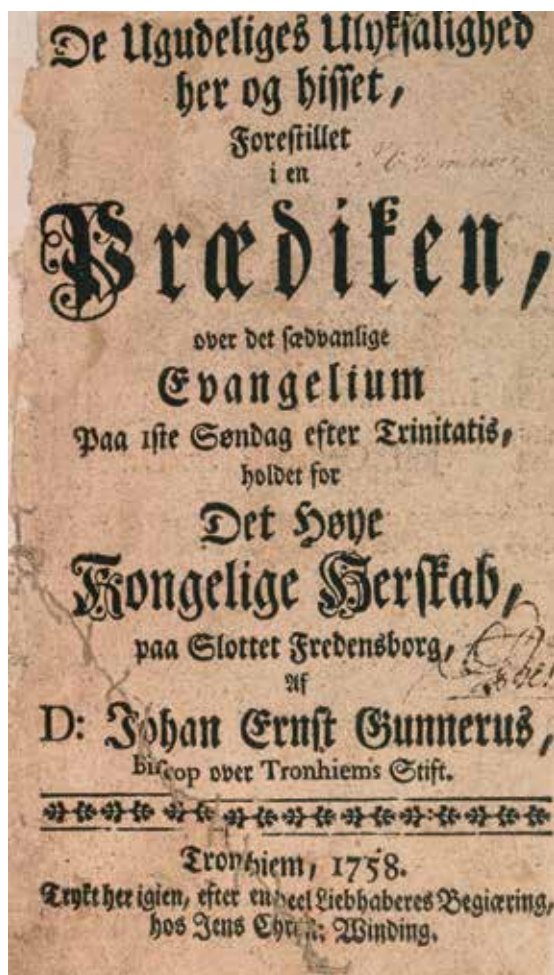 De Ugudeliges Ulyksalighed
her og hisset,
Forestillet
i en
Prædiken,
over det sædvanlige
Evangelium
Paa 1ste Søndag efter Trinitatis,
holdet for
Det Høye
Kongelige Herskab,
paa Slottet Fredensborg,
Af
D: Johan Ernst Gunnerus,
Biscop over Tronhiems Stift.
Tronhiem, 1758.
Trykt her igien, efter en deel Liebhaberes Begiæring,
hos Jens Christ: Winding.